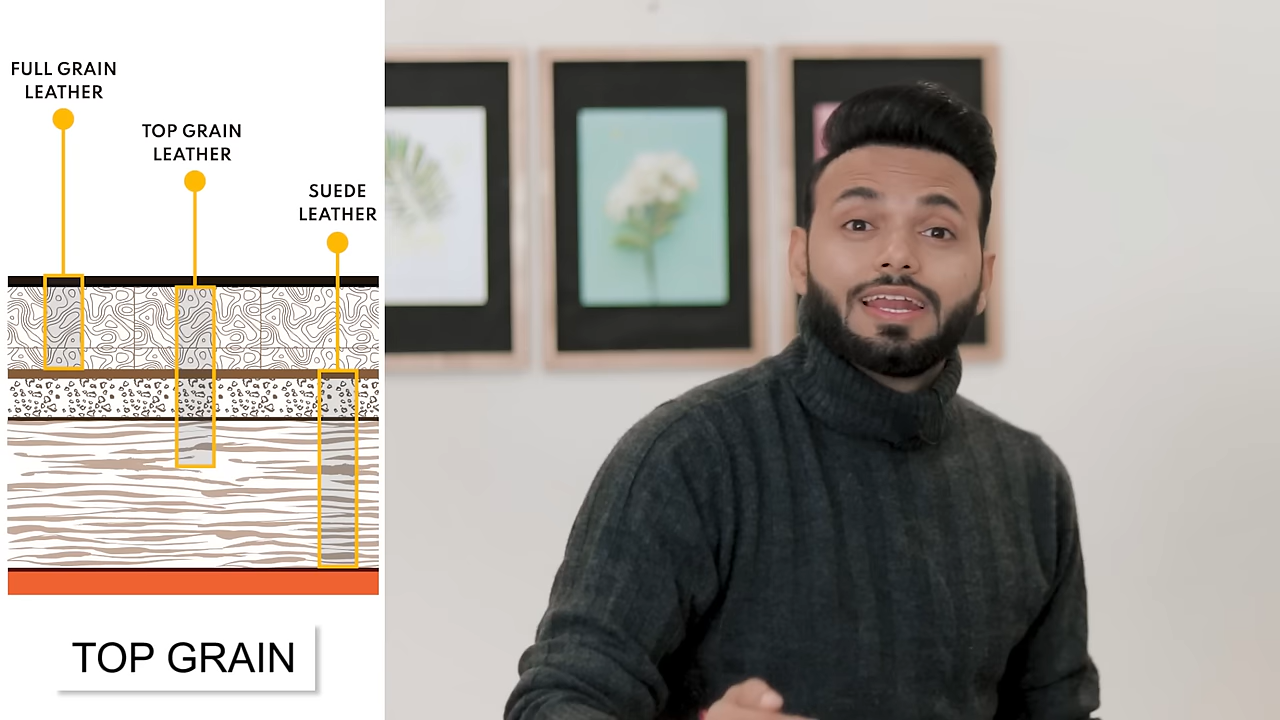 FULL GRAIN
LEATHER
TOP GRAIN
LEATHER
SUEDE
LEATHER
TOP GRAIN